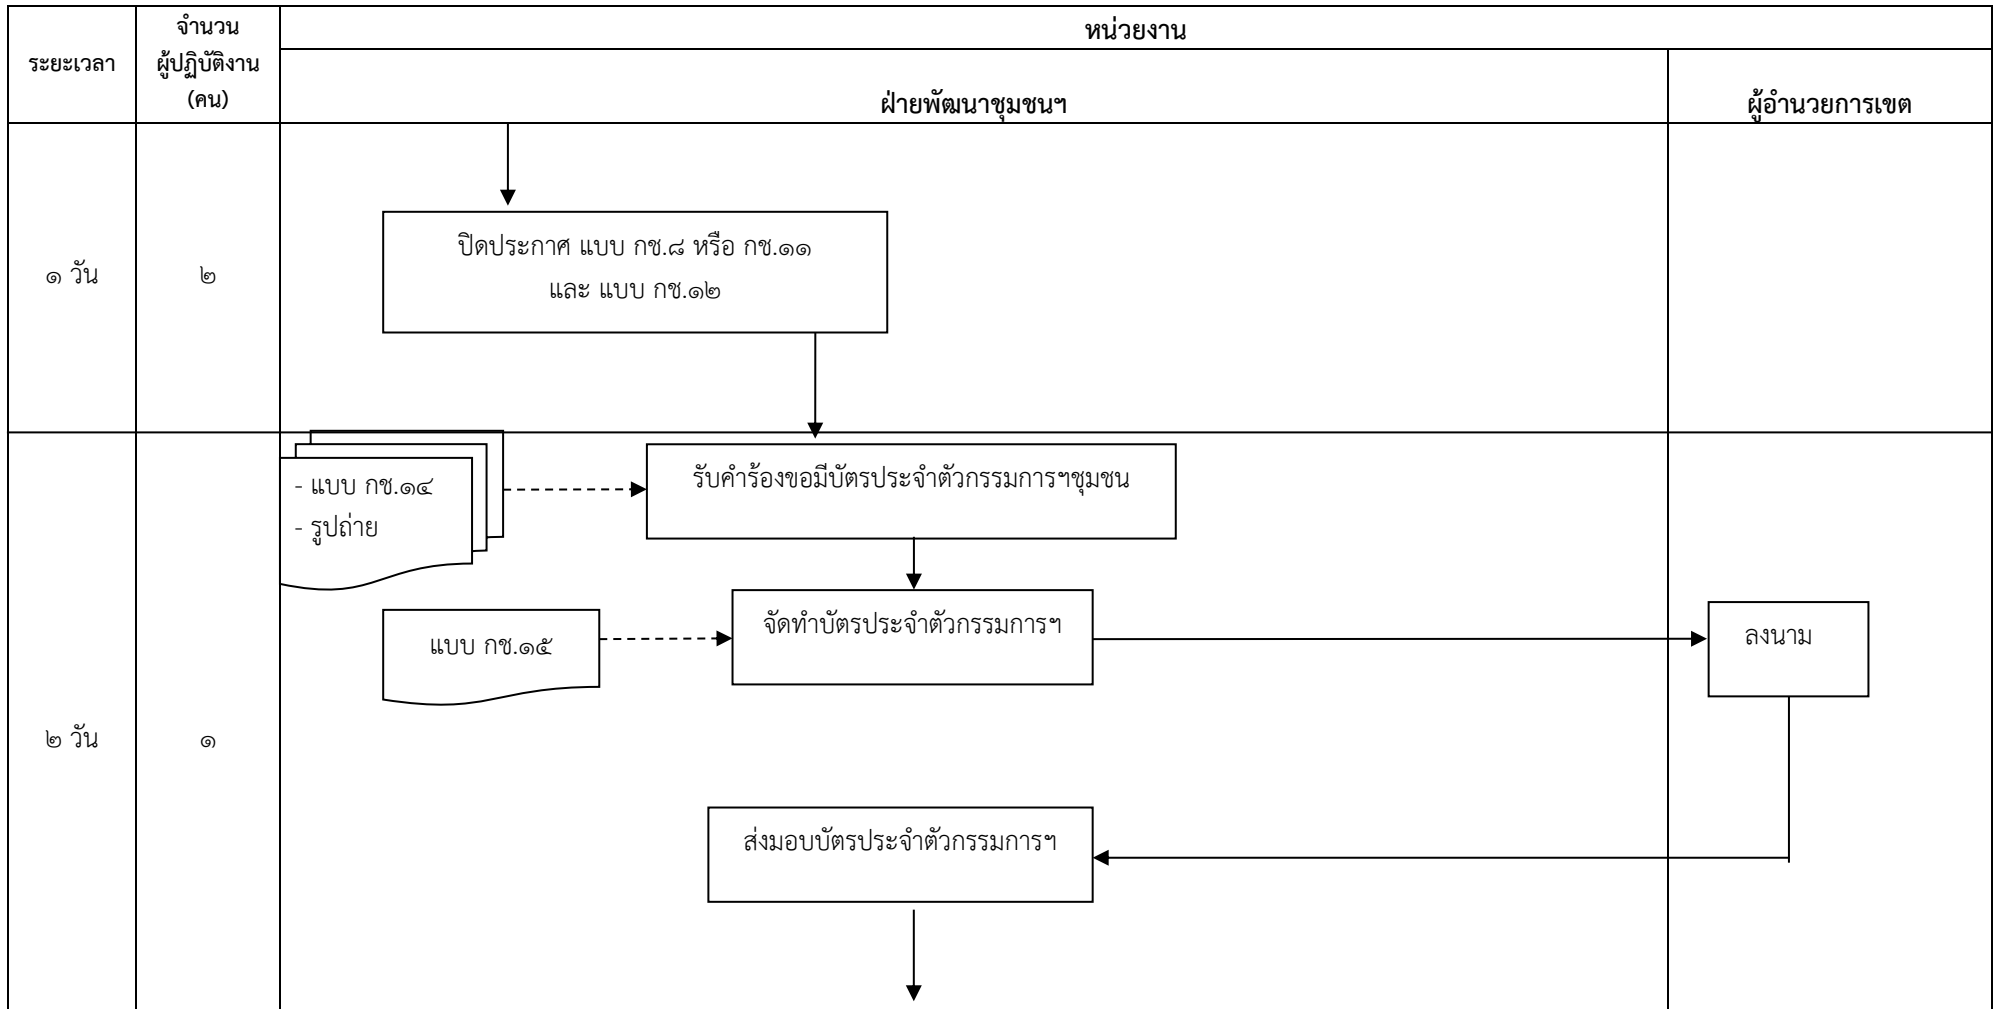 ระยะเวลา
จำนวน
ผู้ปฏิบัติงาน
(คน)
หน่วยงาน
ฝ่ายพัฒนาชุมชนฯ
ผู้อำนวยการเขต
๑ วัน
๒
ปิดประกาศ แบบ กช.๘ หรือ กช.๑๑
และ แบบ กช.๑๒
- แบบ กช.๑๔
- รูปถ่าย
รับคำร้องขอมีบัตรประจำตัวกรรมการฯชุมชน
แบบ กช.๑๕
จัดทำบัตรประจำตัวกรรมการฯ
ลงนาม
๒ วัน
๑
ส่งมอบบัตรประจำตัวกรรมการฯ